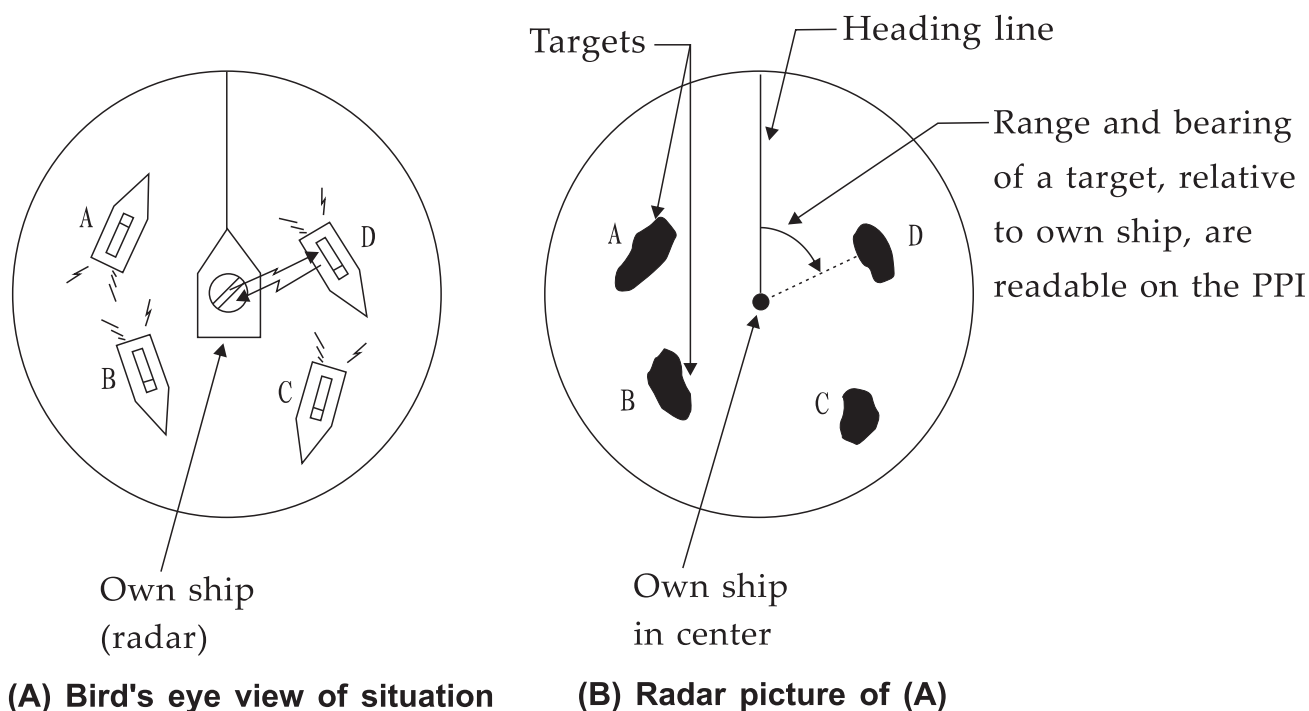 Targets
Heading line
Range and bearing
of a target, relative
to own ship, are
readable on the PPI
A
D
B
C
A
D
B
C
Own ship
(radar)
Own ship
in center
(A) Bird's eye view of situation
(B) Radar picture of (A)